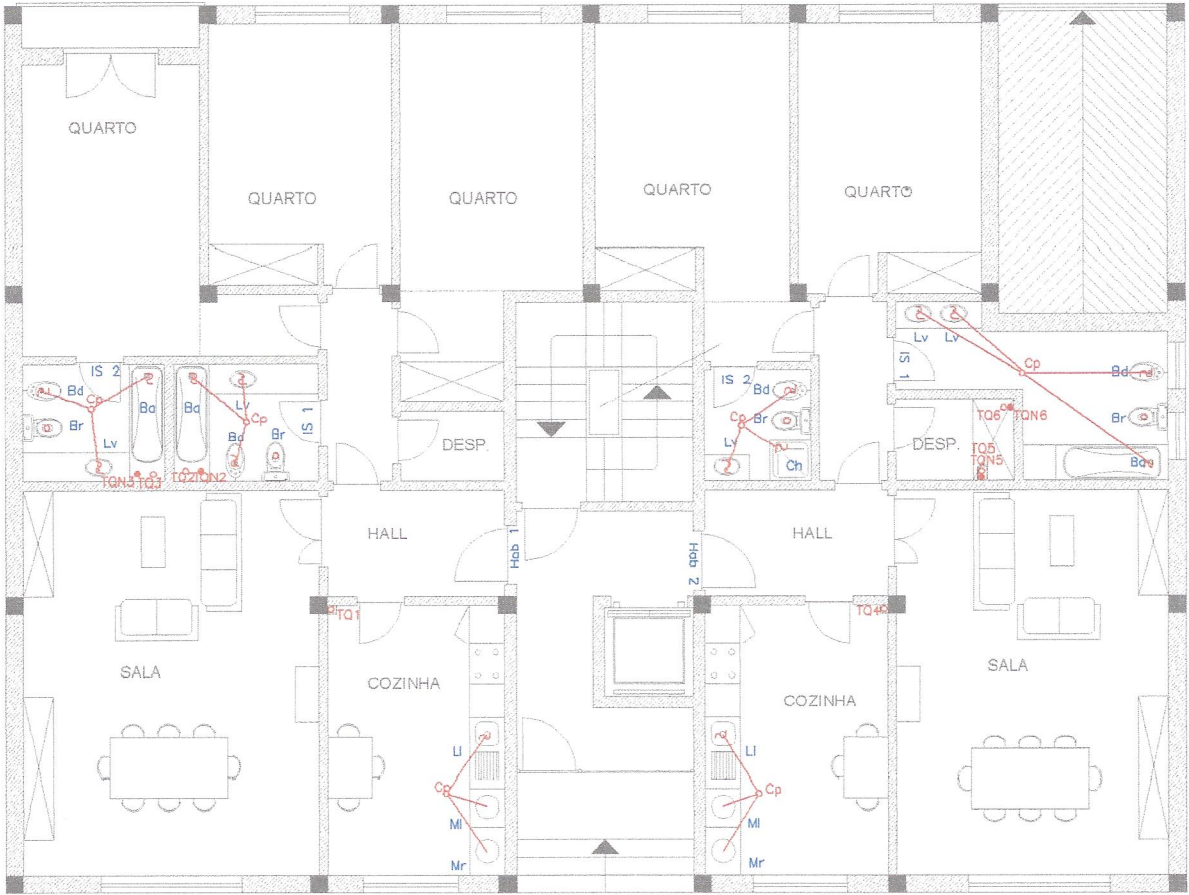 QUARTO
QUARTO
QUARTO
QUARTO
QUARTO
Lv
Lv
Cp
IS 1
Bd
Br
Ba
IS 2
Bd
Cp
Br
Ba
Lv
Ba
Lv
Cp
Bd
Br
IS 1
IS 2
Bd
Cp
Br
Lv
Ch
DESP.
DESP.
TQ6
TQN6
TQ5
TQN5
TQN3
TQ3
TQ2
TQN2
HALL
Hab 1
Hab 2
HALL
TQ1
TQ4
SALA
COZINHA
COZINHA
SALA
Ll
Cp
Ml
Mr
Ll
Cp
Ml
Mr